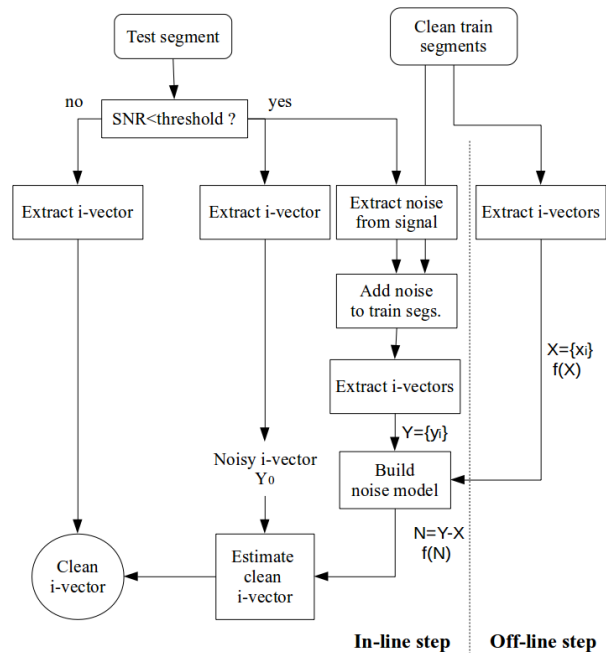 Test segment
Clean train
segments
no
yes
SNR<threshold ?
Extract i-vector
Extract i-vector
Extract noise
from signal
Extract i-vectors
Add noise
to train segs.
X={xi}
f(X)
Extract i-vectors
Y={yi}
Noisy i-vector
Y0
Build
noise model
N=Y-X
f(N)
Clean
i-vector
Estimate
clean
i-vector
In-line step
Off-line step